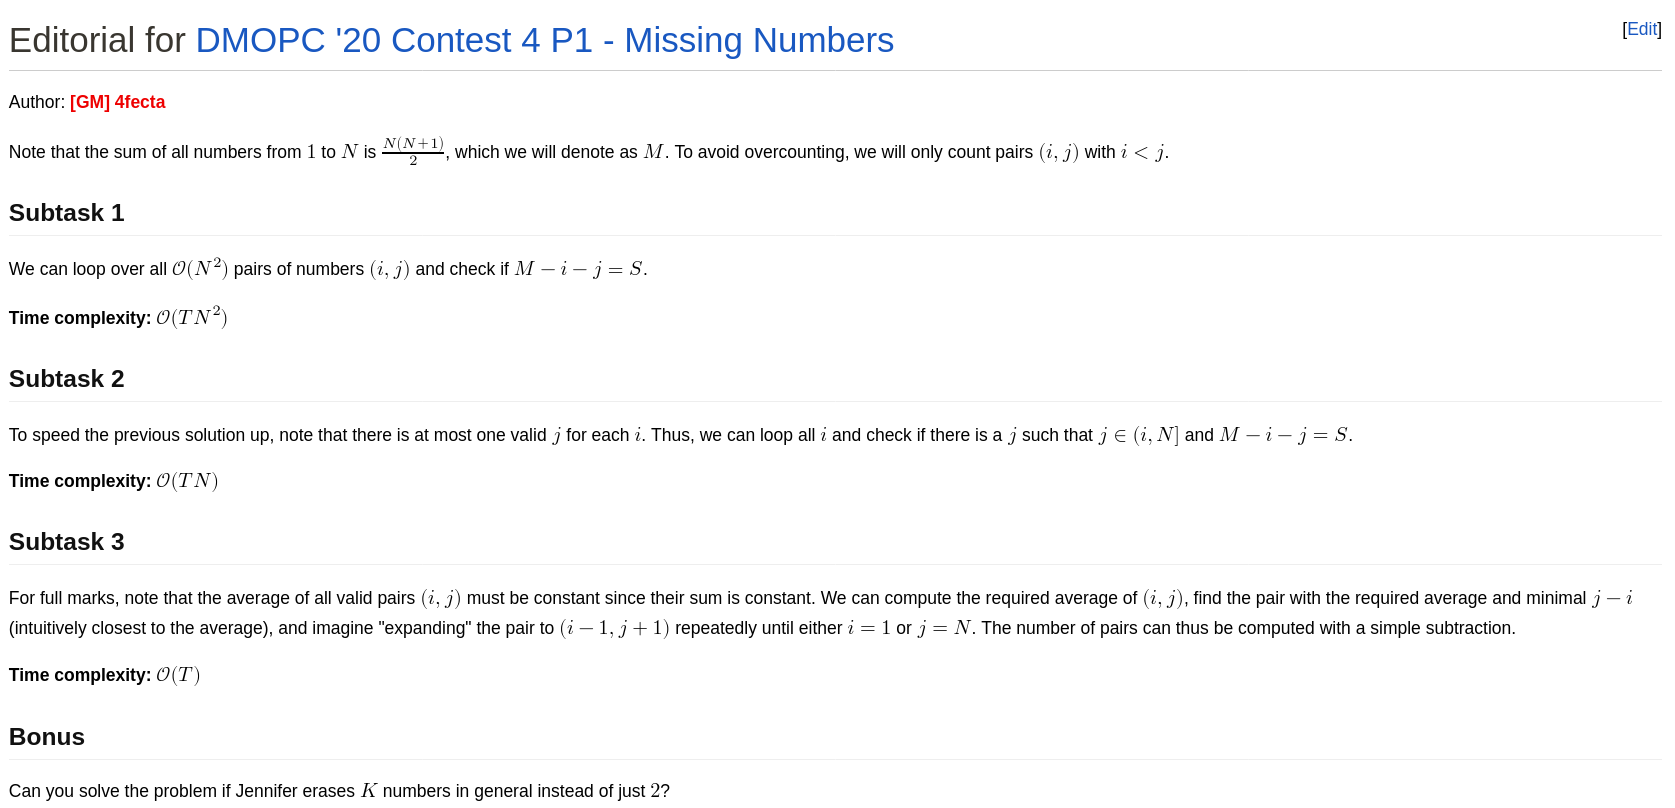 Editorial for DMOPC '20 Contest 4 P1 - Missing Numbers
[Edit]
Author: [GM] 4fecta
Note that the sum of all numbers from 1 to N is N(N+1)/2, which we will denote as M. To avoid overcounting, we will only count pairs (i, j) with i < j.
Subtask 1
We can loop over all O(N²) pairs of numbers (i, j) and check if M − i − j = S.
Time complexity: O(TN²)
Subtask 2
To speed the previous solution up, note that there is at most one valid j for each i. Thus, we can loop all i and check if there is a j such that j ∈ (i, N] and M − i − j = S.
Time complexity: O(TN)
Subtask 3
For full marks, note that the average of all valid pairs (i, j) must be constant since their sum is constant. We can compute the required average of (i, j), find the pair with the required average and minimal j − i
(intuitively closest to the average), and imagine "expanding" the pair to (i − 1, j + 1) repeatedly until either i = 1 or j = N. The number of pairs can thus be computed with a simple subtraction.
Time complexity: O(T)
Bonus
Can you solve the problem if Jennifer erases K numbers in general instead of just 2?